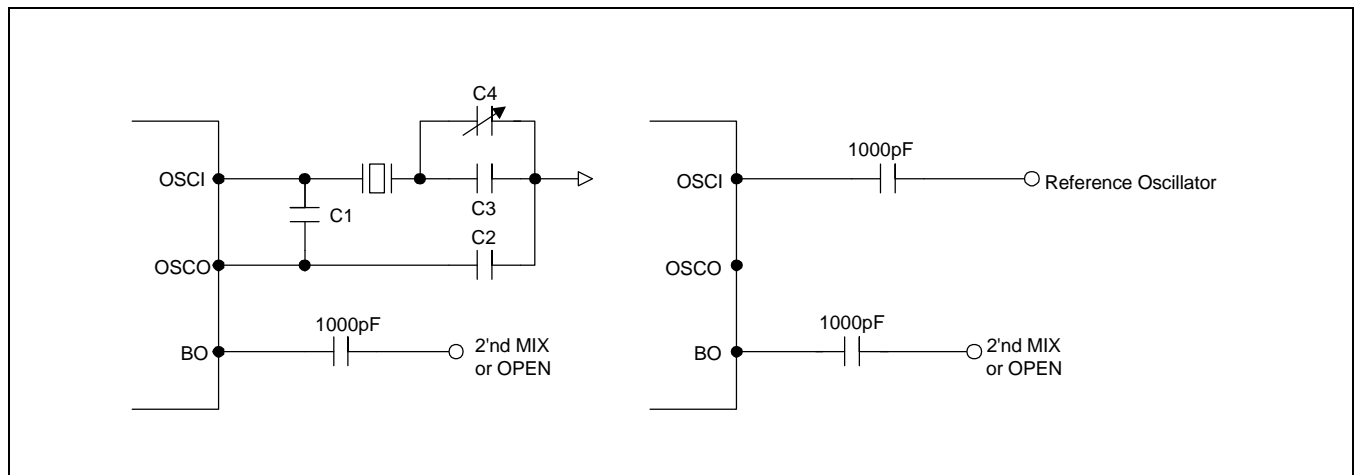 C4
OSCI
C3
C1
C2
OSCO
1000pF
BO
2'nd MIX
or OPEN
1000pF
OSCI
Reference Oscillator
OSCO
1000pF
BO
2'nd MIX
or OPEN